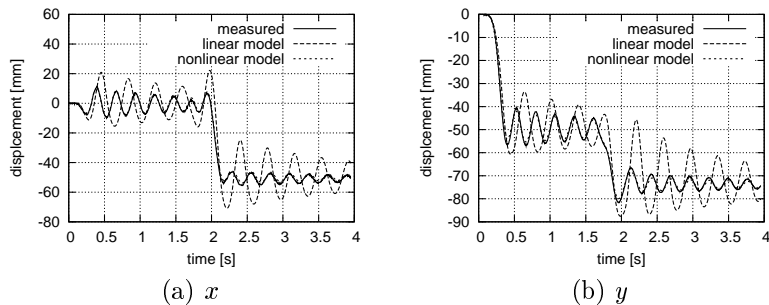 60
40
20
0
-20
-40
-60
-80
displcement [mm]
measured
linear model
nonlinear model
0 0.5 1 1.5 2 2.5 3 3.5 4
time [s]
(a) x
0
-10
-20
-30
-40
-50
-60
-70
-80
-90
displcement [mm]
measured
linear model
nonlinear model
0 0.5 1 1.5 2 2.5 3 3.5 4
time [s]
(b) y